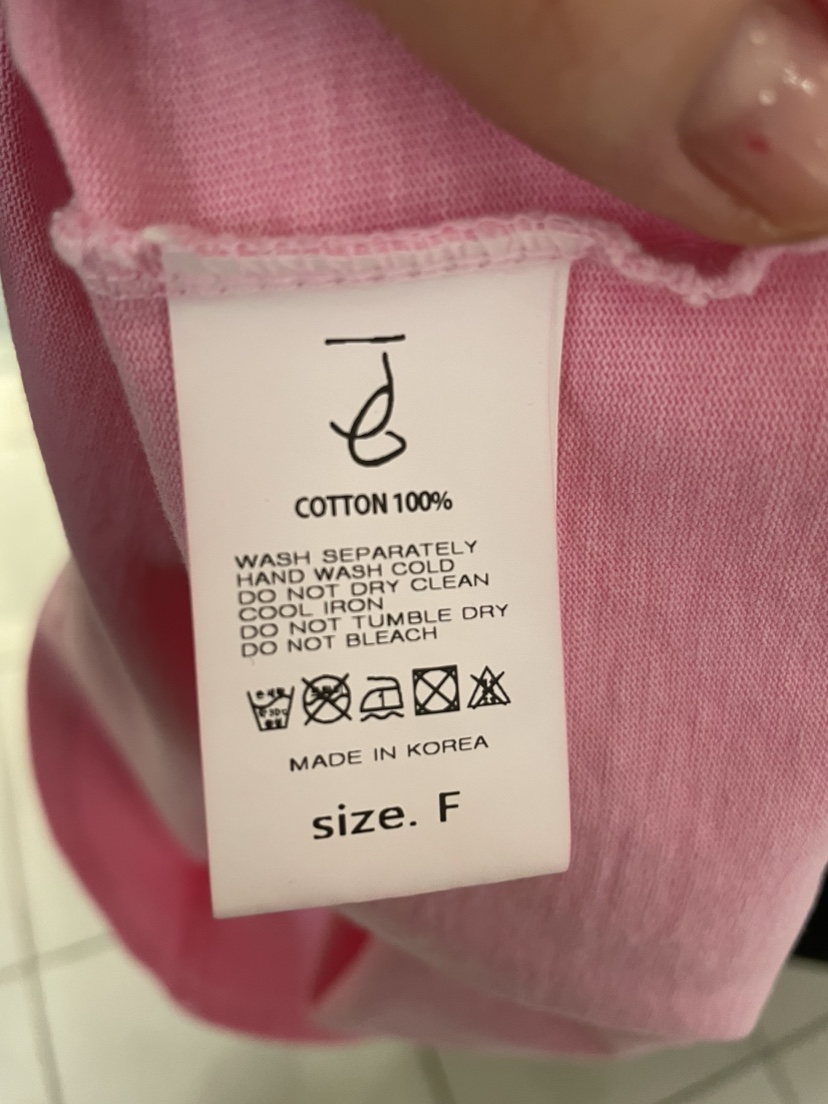 COTTON 100%
WASH SEPARATELY
HAND WASH COLD
DO NOT DRY CLEAN
COOL IRON
DO NOT TUMBLE DRY
DO NOT BLEACH
MADE IN KOREA
size. F